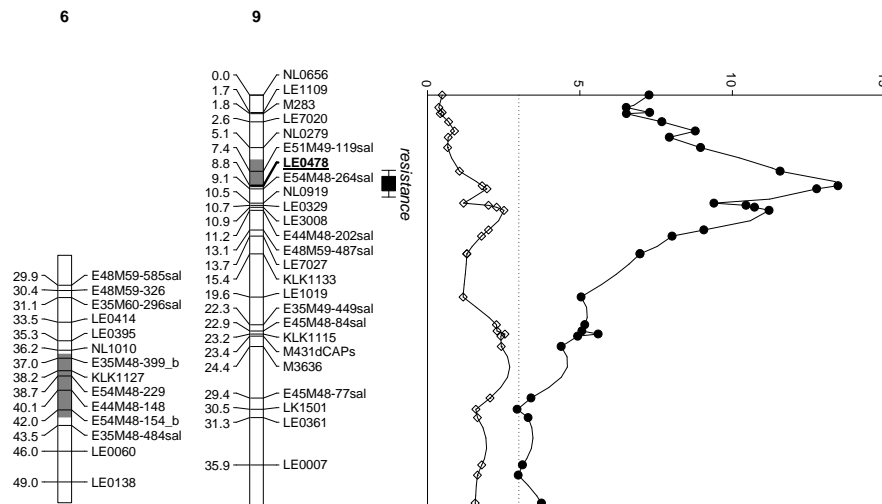 6
9
0.0 NL0656
1.7 LE1109
1.8 M283
2.6 LE7020
5.1 NL0279
7.4 E51M49-119sal
8.8 LE0478
9.1 E54M48-264sal
10.5 NL0919
10.7 LE0329
10.9 LE3008
11.2 E44M48-202sal
13.1 E48M59-487sal
13.7 LE7027
15.4 KLK1133
19.6 LE1019
22.3 E35M49-449sal
22.9 E45M48-84sal
23.2 KLK1115
23.4 M431dCAPs
24.4 M3636
29.4 E45M48-77sal
30.5 LK1501
31.3 LE0361
35.9 LE0007
29.9 E48M59-585sal
30.4 E48M59-326
31.1 E35M60-296sal
33.5 LE0414
35.3 LE0395
36.2 NL1010
37.0 E35M48-399_b
38.2 KLK1127
38.7 E54M48-229
40.1 E44M48-148
42.0 E54M48-154_b
43.5 E35M48-484sal
46.0 LE0060
49.0 LE0138
resistance
0
5
10